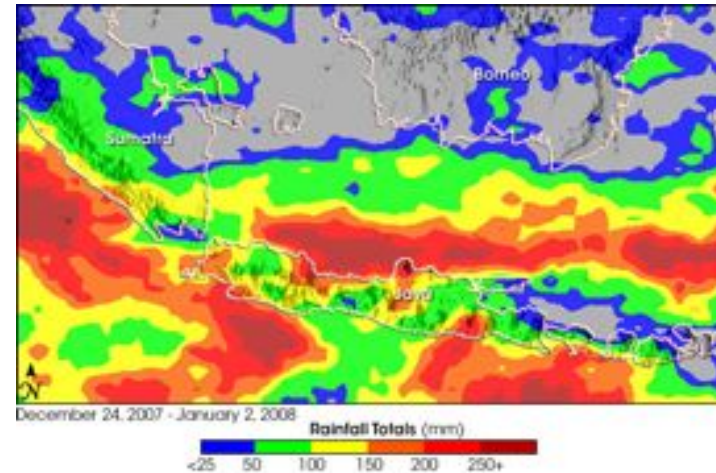 Borneo
Sumatra
Java
N
December 24, 2007 - January 2, 2008
Rainfall Totals (mm)
<25 50 100 150 200 250+